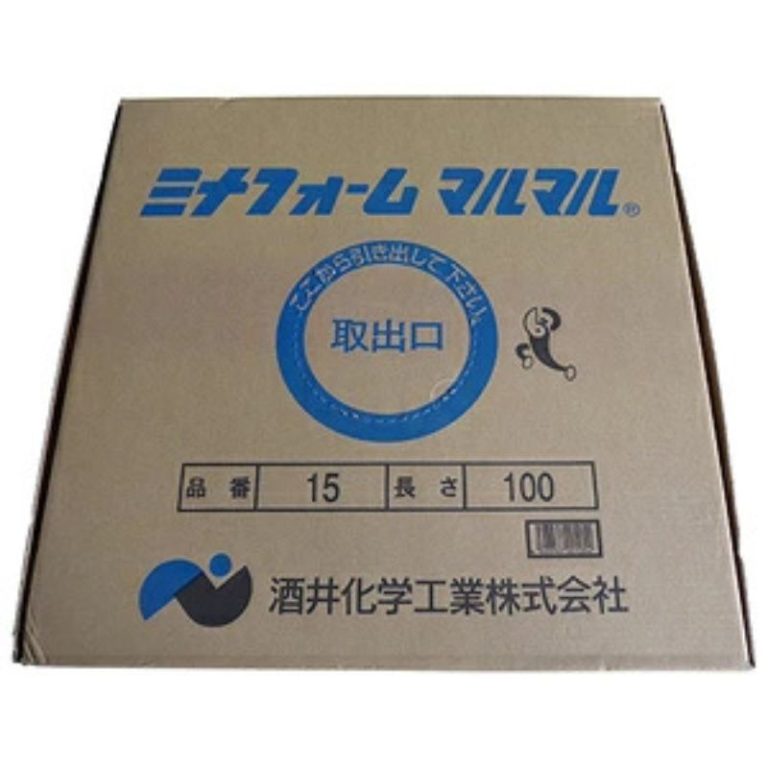 ミナフォーム マルマル®
ここから引き出して下さい。
取出口
品番 15 長さ 100
酒井化学工業株式会社